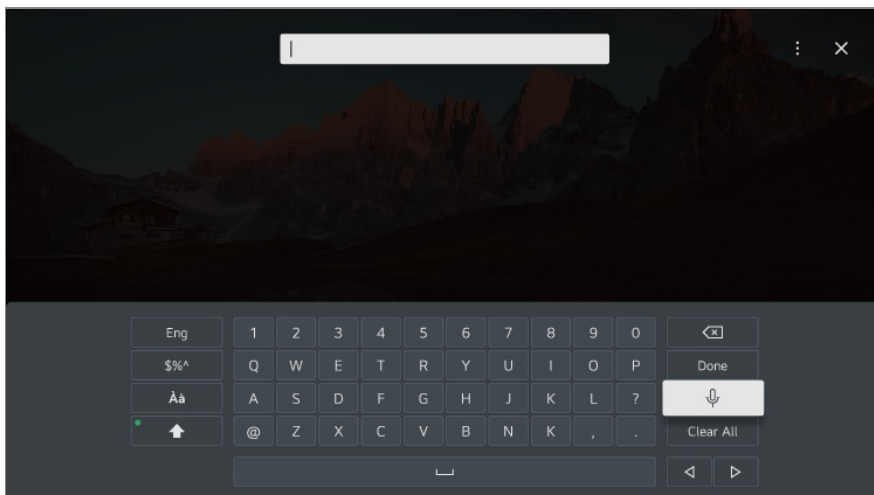 Eng 1 2 3 4 5 6 7 8 9 0
$%^ Q W E T R Y U I O P Done
Àà A S D F G H J K L ?
@ Z X C V B N K , . Clear All